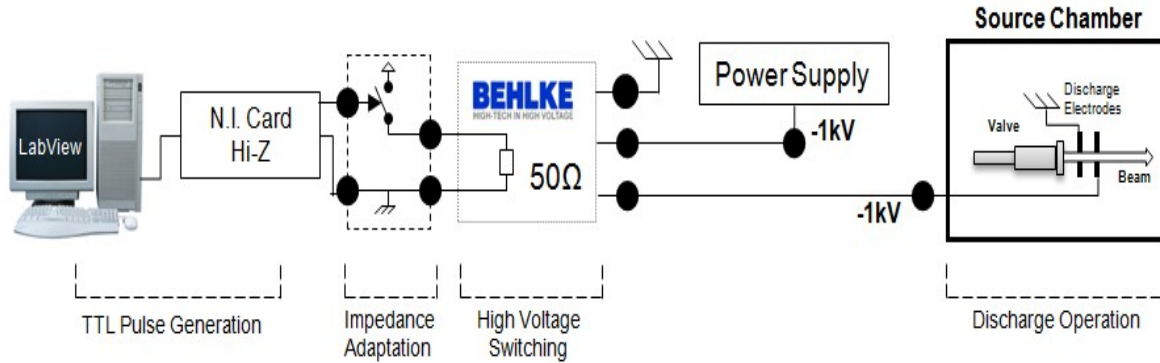 Source Chamber
LabView
N.I. Card
Hi-Z
BEHLKE
HIGH-TECH IN HIGH VOLTAGE
50Ω
Power Supply
-1kV
-1kV
Discharge
Electrodes
Valve
Beam
TTL Pulse Generation
Impedance
Adaptation
High Voltage
Switching
Discharge Operation